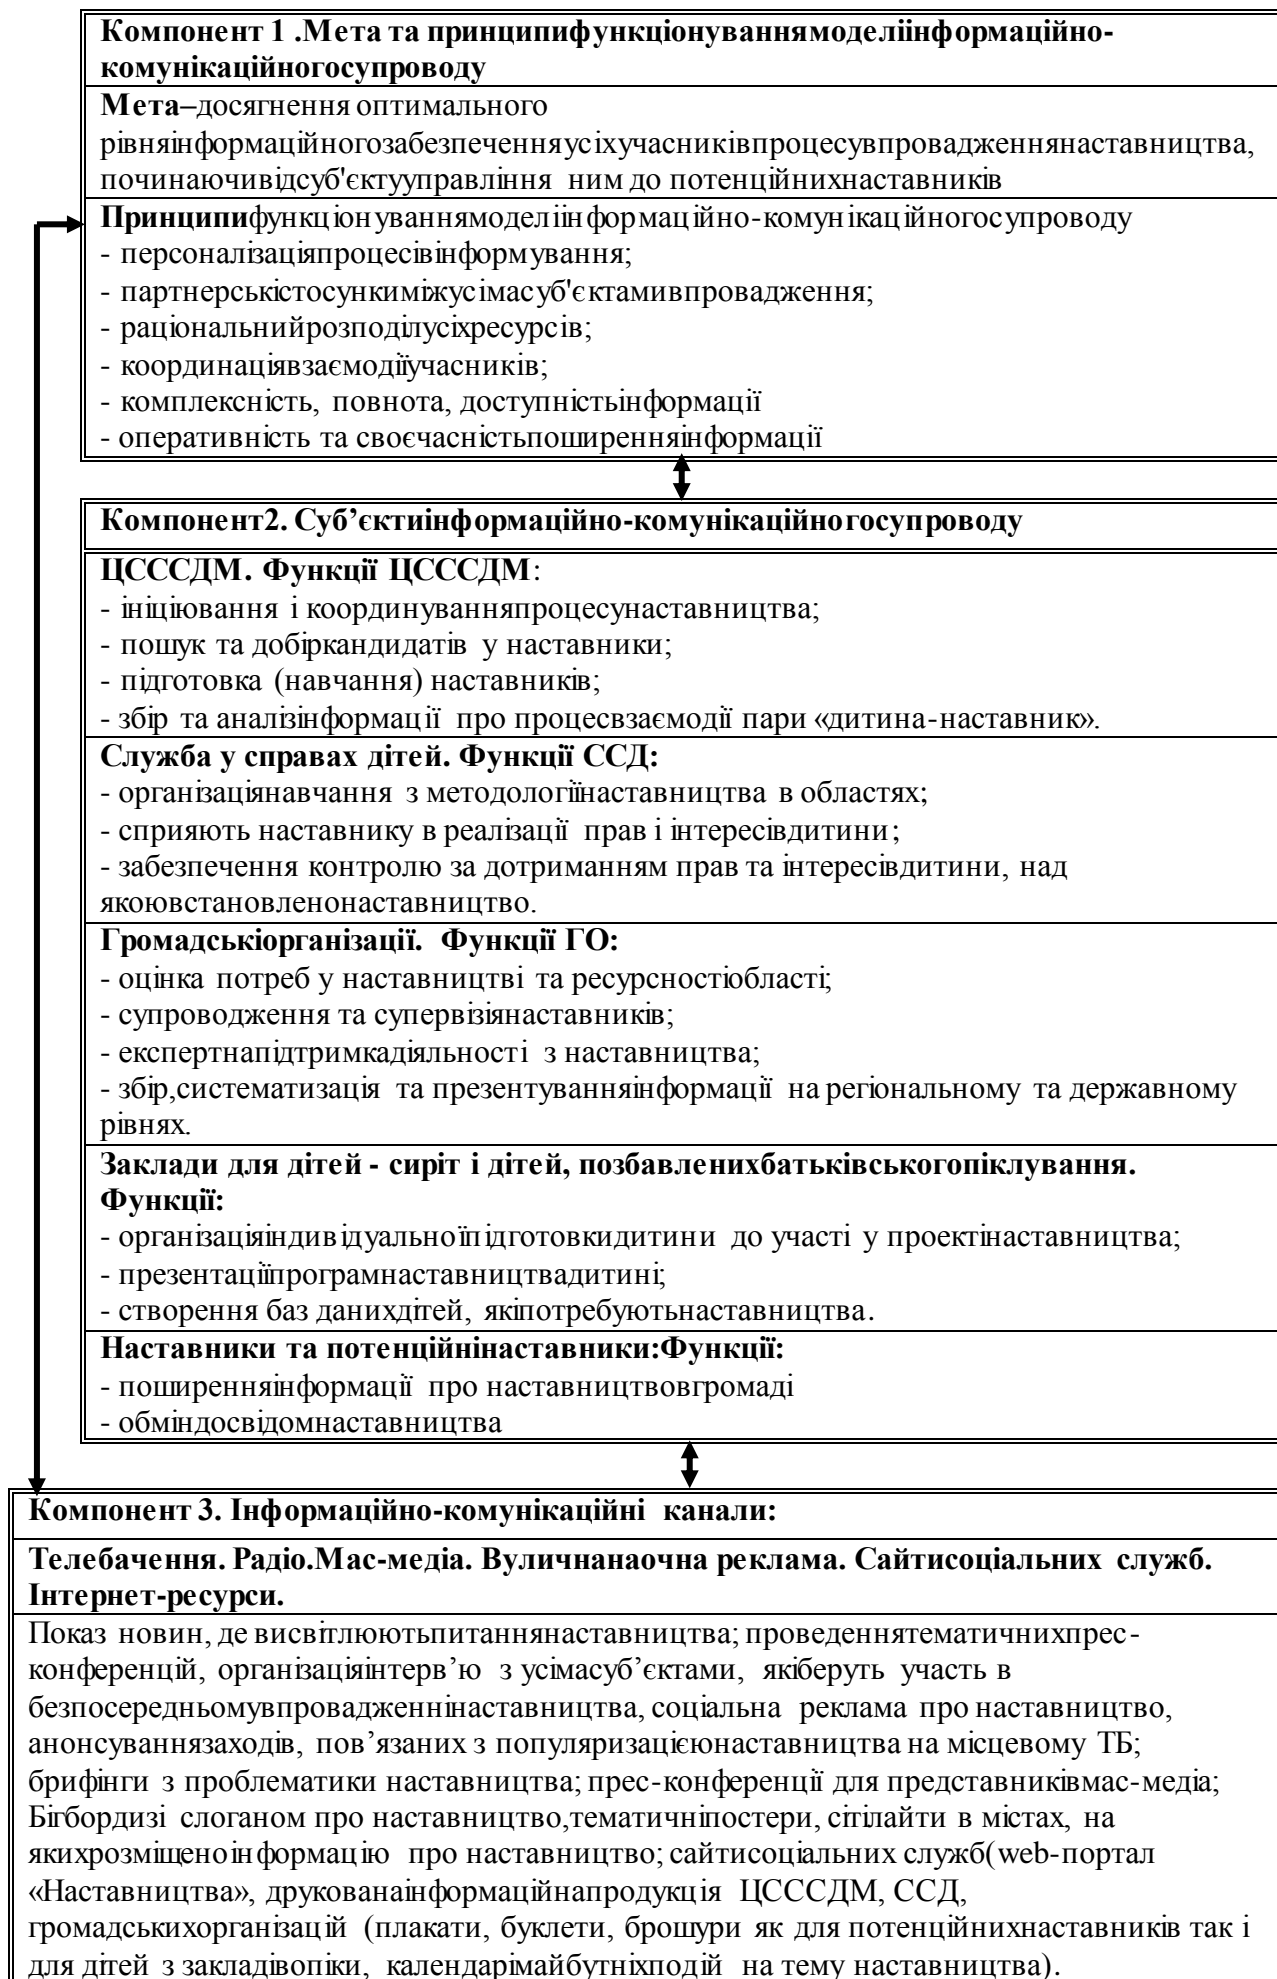 Компонент 1 .Мета та принципифункціонуваннямоделіінформаційно-
комунікаційногосупроводу
Мета–досягнення оптимального
рівняінформаційногозабезпеченняусіхучасниківпроцесувпровадженнянаставництва,
починаючивідсуб'єктууправління ним до потенційнихнаставників
Принципифункціонуваннямоделіінформаційно-комунікаційногосупроводу
- персоналізаціяпроцесівінформування;
- партнерськістосункиміжусімасуб'єктамивпровадження;
- раціональнийрозподілусіхресурсів;
- координаціявзаємодіїучасників;
- комплексність, повнота, доступністьінформації
- оперативність та своєчасністьпоширенняінформації
Компонент2. Суб’єктиінформаційно-комунікаційногосупроводу
ЦСССДМ. Функції ЦСССДМ:
- ініціювання і координуванняпроцесунаставництва;
- пошук та добіркандидатів у наставники;
- підготовка (навчання) наставників;
- збір та аналізінформації про процесвзаємодії пари «дитина-наставник».
Служба у справах дітей. Функції ССД:
- організаціянавчання з методологіїнаставництва в областях;
- сприяють наставнику в реалізації прав і інтересівдитини;
- забезпечення контролю за дотриманням прав та інтересівдитини, над
якоювстановленонаставництво.
Громадськіорганізації. Функції ГО:
- оцінка потреб у наставництві та ресурсностіобласті;
- супроводження та супервізіянаставників;
- експертнапідтримкадіяльності з наставництва;
- збір,систематизація та презентуванняінформації на регіональному та державному
рівнях.
Заклади для дітей - сиріт і дітей, позбавленихбатьківськогопіклування.
Функції:
- організаціяіндивідуальноїпідготовкидитини до участі у проектінаставництва;
- презентаціїпрограмнаставництвадитині;
- створення баз данихдітей, якіпотребуютьнаставництва.
Наставники та потенційнінаставники:Функції:
- поширенняінформації про наставництвовгромаді
- обміндосвідомнаставництва
Компонент 3. Інформаційно-комунікаційні канали:
Телебачення. Радіо.Мас-медіа. Вуличнанаочна реклама. Сайтисоціальних служб.
Інтернет-ресурси.
Показ новин, де висвітлюютьпитаннянаставництва; проведеннятематичнихпрес-
конференцій, організаціяінтерв’ю з усімасуб’єктами, якіберуть участь в
безпосередньомувпровадженнінаставництва, соціальна реклама про наставництво,
анонсуваннязаходів, пов’язаних з популяризацієюнаставництва на місцевому ТБ;
брифінги з проблематики наставництва; прес-конференції для представниківмас-медіа;
Бігбордизі слоганом про наставництво,тематичніпостери, сітілайти в містах, на
якихрозміщеноінформацію про наставництво; сайтисоціальних служб(web-портал
«Наставництва», друкованаінформаційнапродукція ЦСССДМ, ССД,
громадськихорганізацій (плакати, буклети, брошури як для потенційнихнаставників так і
для дітей з закладівопіки, календарімайбутніхподій на тему наставництва).